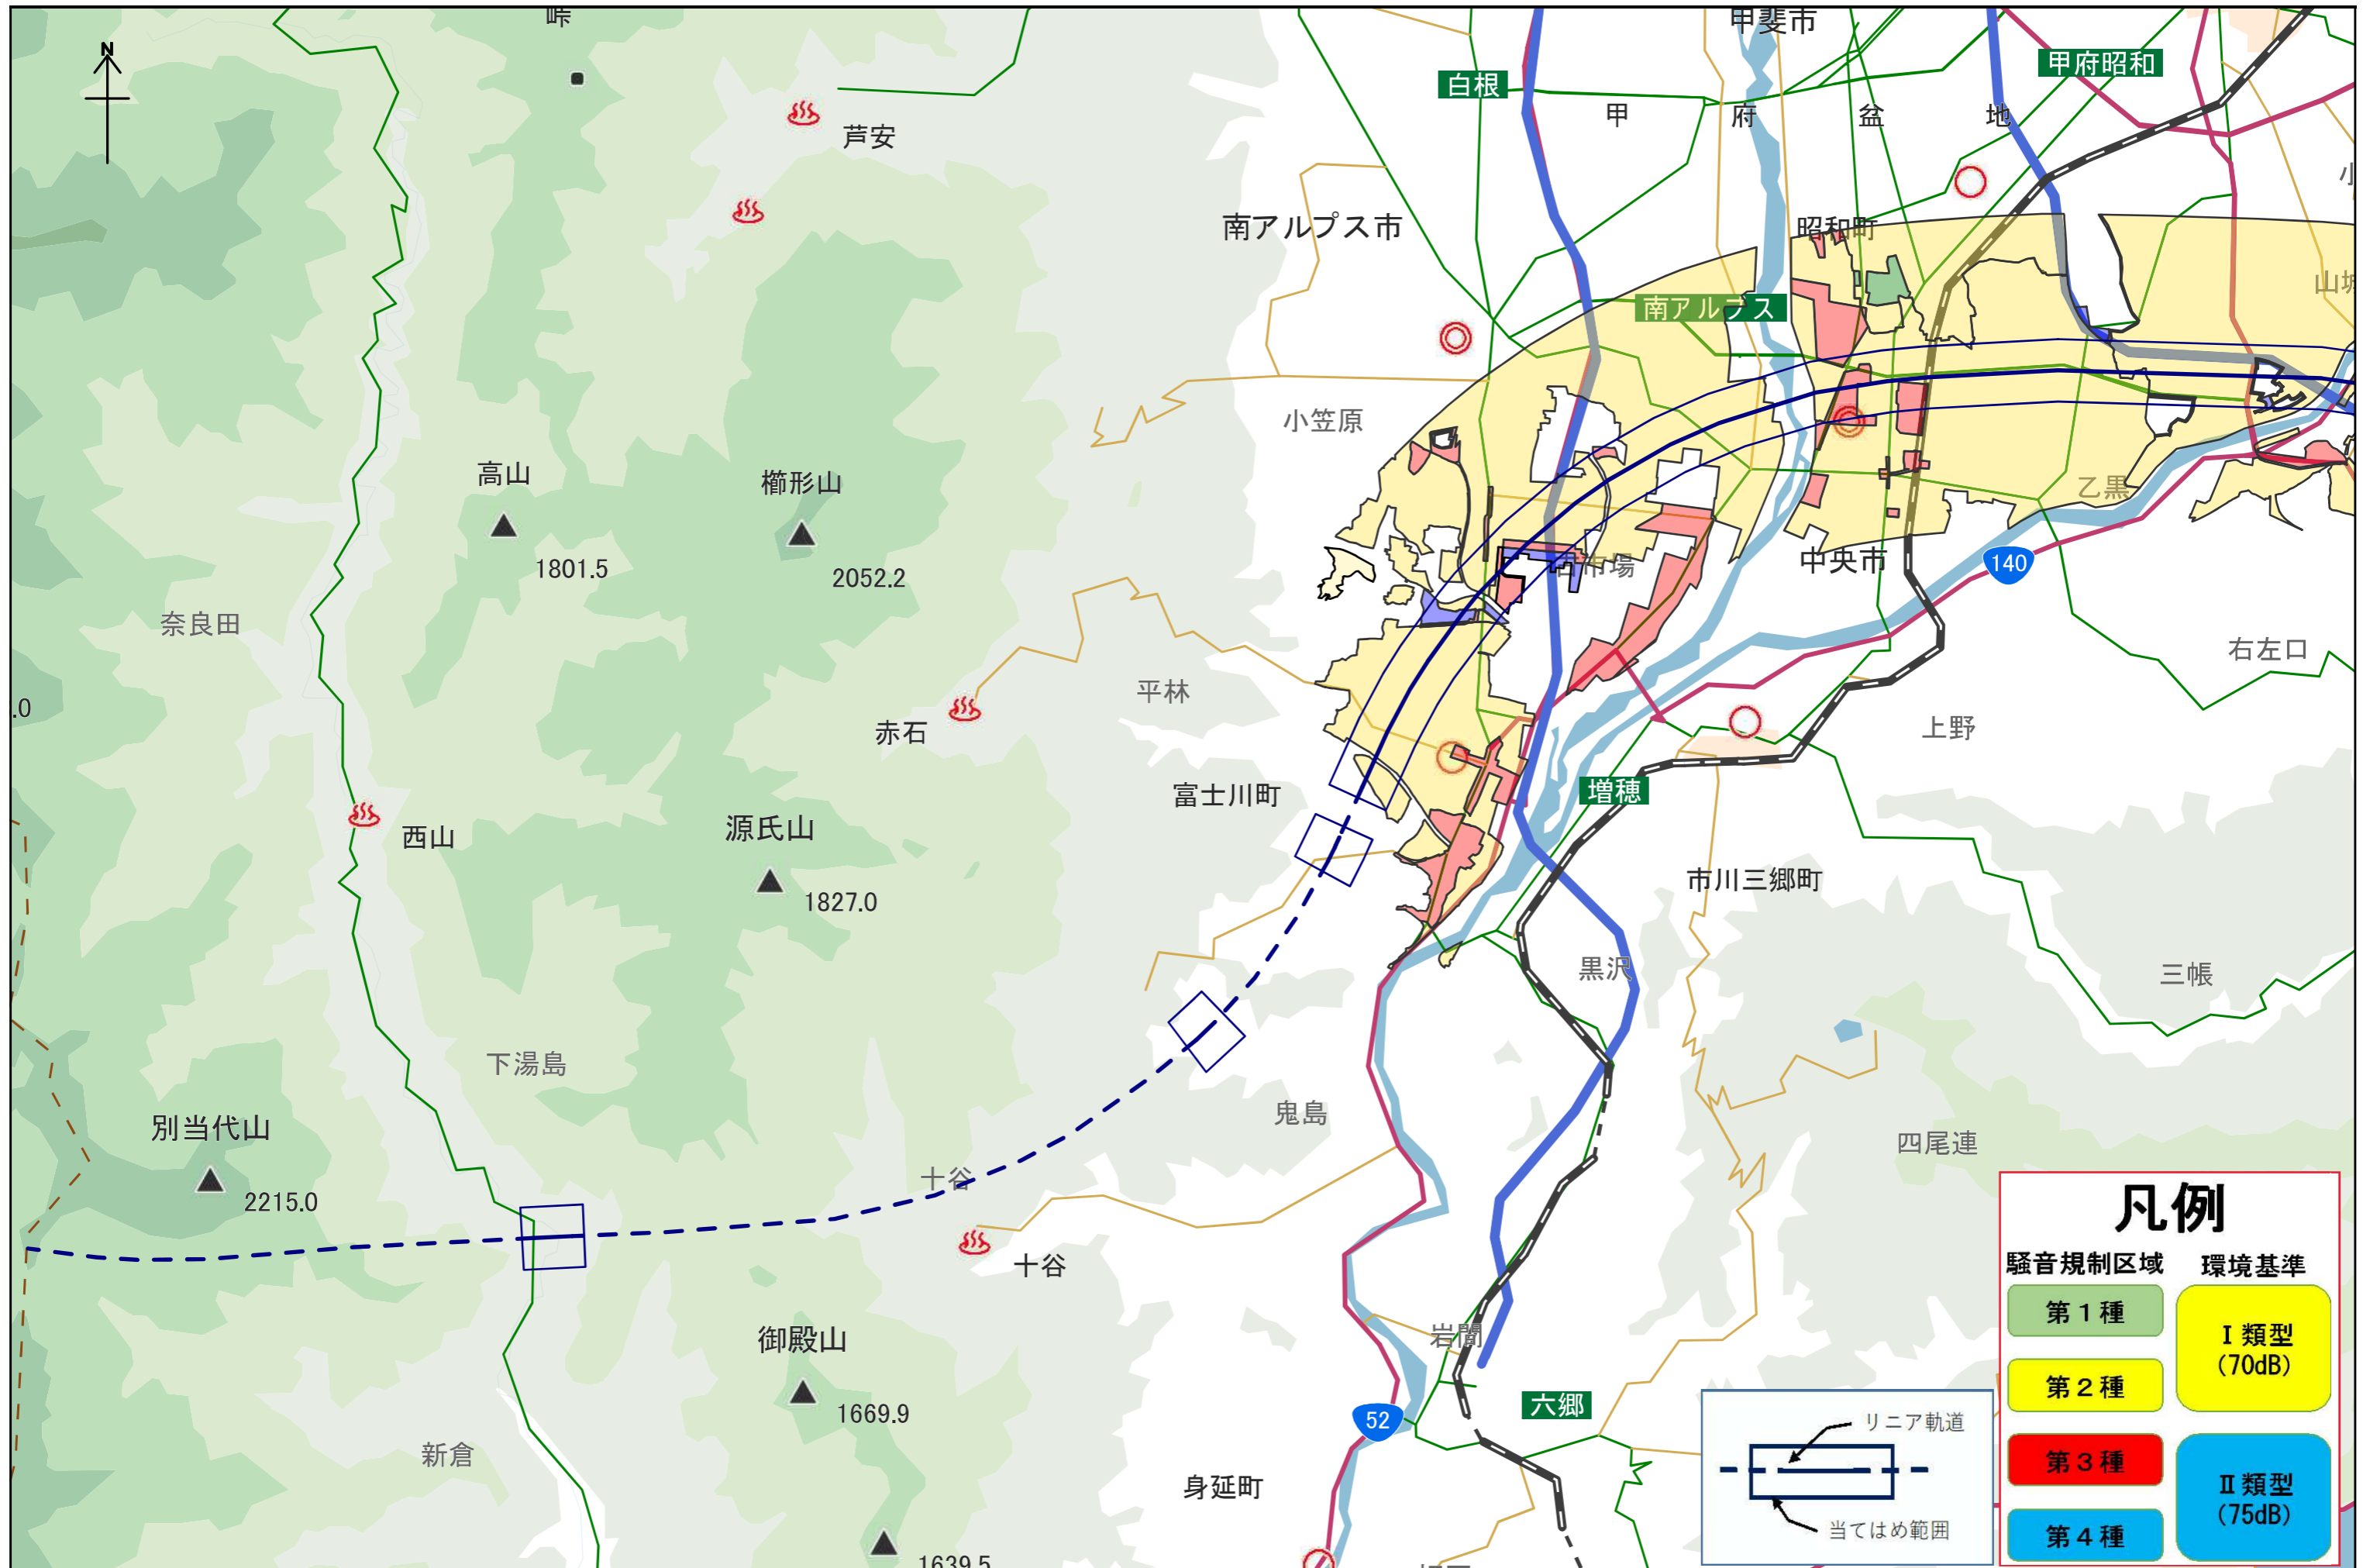 峠
甲斐市
N
甲府昭和
白根
甲府盆地
芦安
南アルプス市
昭和町
山城
南アルプス
小笠原
高山
櫛形山
乙黒
1801.5
2052.2
古市場
中央市
140
奈良田
右左口
平林
.0
赤石
上野
富士川町
増穂
西山
源氏山
1827.0
市川三郷町
黒沢
三帳
下湯島
鬼島
別当代山
四尾連
十谷
2215.0
十谷
御殿山
岩間
1669.9
六郷
52
新倉
身延町
1639.5
リニア軌道
当てはめ範囲
凡例
騒音規制区域 環境基準
第1種
第2種
第3種
第4種
Ⅰ類型
(70dB)
Ⅱ類型
(75dB)